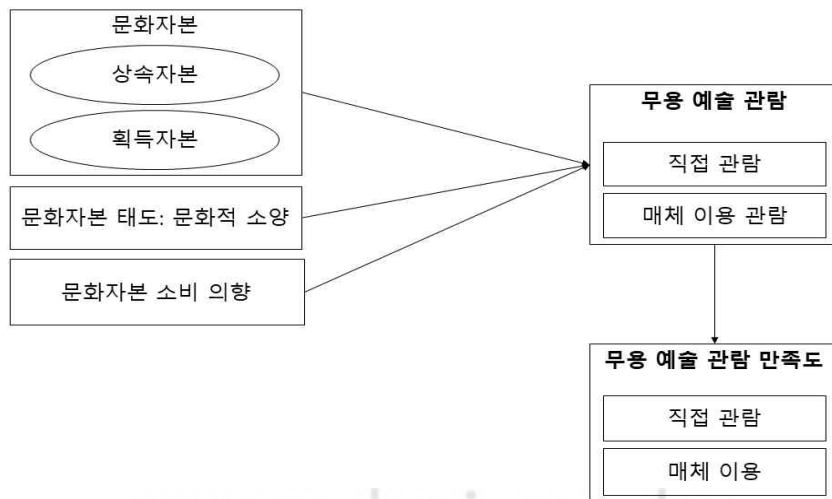 문화자본
상속자본
획득자본
문화자본 태도: 문화적 소양
문화자본 소비 의향
무용 예술 관람
직접 관람
매체 이용 관람
무용 예술 관람 만족도
직접 관람
매체 이용